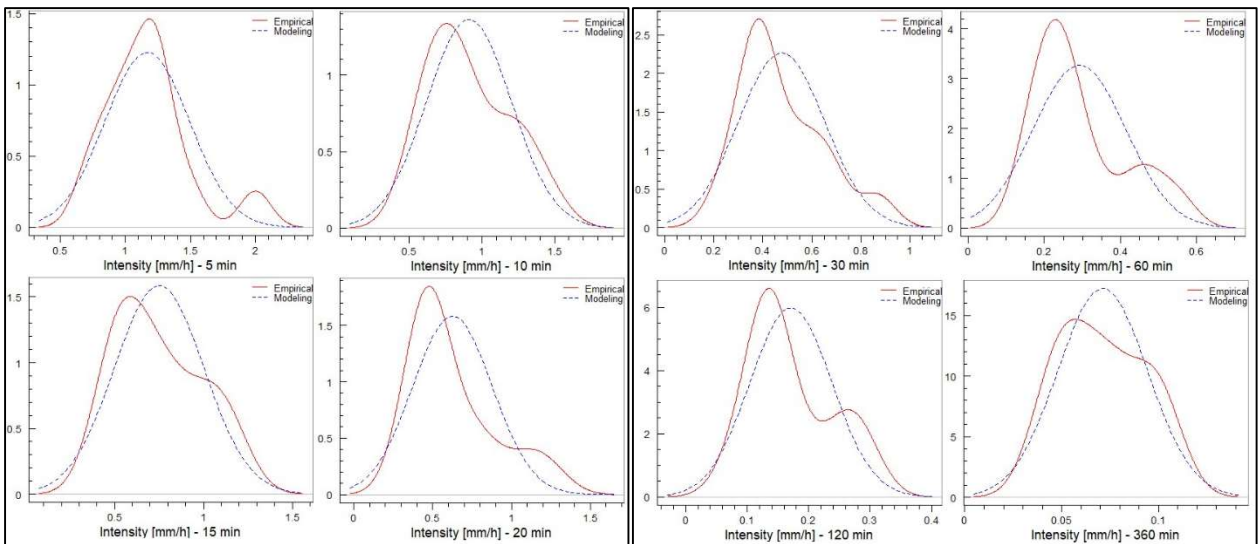 1.5
1
0.5
0
Empirical
Modeling
0.5 1 1.5 2
Intensity [mm/h] - 5 min
1.5
1
0.5
0
Empirical
Modeling
0.5 1 1.5
Intensity [mm/h] - 10 min
1.5
1
0.5
0
Empirical
Modeling
0.5 1 1.5
Intensity [mm/h] - 15 min
1.5
1
0.5
0
Empirical
Modeling
0 0.5 1 1.5
Intensity [mm/h] - 20 min
2.5
2
1.5
1
0.5
0
Empirical
Modeling
0 0.2 0.4 0.6 0.8 1
Intensity [mm/h] - 30 min
4
3
2
1
0
Empirical
Modeling
0 0.2 0.4 0.6
Intensity [mm/h] - 60 min
6
4
2
0
Empirical
Modeling
0 0.1 0.2 0.3 0.4
Intensity [mm/h] - 120 min
15
10
5
0
Empirical
Modeling
0 0.05 0.1
Intensity [mm/h] - 360 min